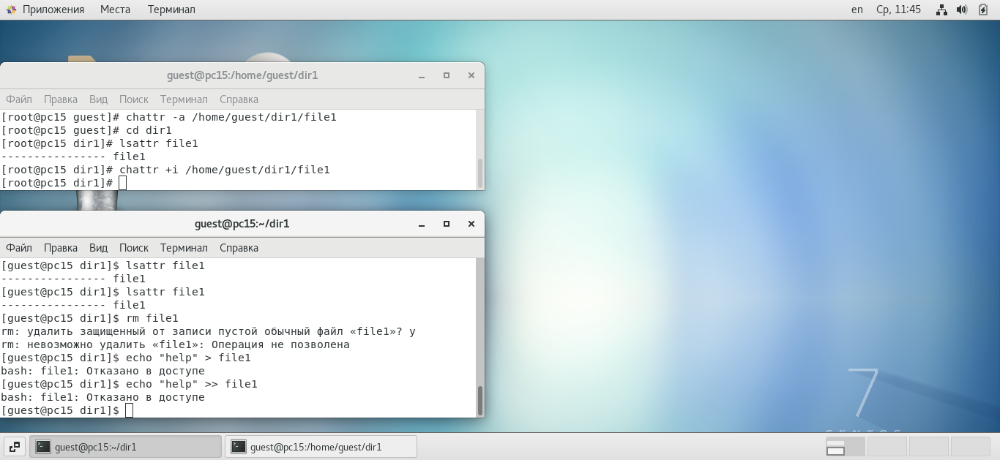 Приложения Места Терминал en Ср, 11:45
guest@pc15:/home/guest/dir1
Файл Правка Вид Поиск Терминал Справка
[root@pc15 guest]# chattr -a /home/guest/dir1/file1
[root@pc15 guest]# cd dir1
[root@pc15 dir1]# lsattr file1
---------------- file1
[root@pc15 dir1]# chattr +i /home/guest/dir1/file1
[root@pc15 dir1]#
guest@pc15:~/dir1
Файл Правка Вид Поиск Терминал Справка
[guest@pc15 dir1]$ lsattr file1
---------------- file1
[guest@pc15 dir1]$ lsattr file1
---------------- file1
[guest@pc15 dir1]$ rm file1
rm: удалить защищенный от записи пустой обычный файл «file1»? y
rm: невозможно удалить «file1»: Операция не позволена
[guest@pc15 dir1]$ echo "help" > file1
bash: file1: Отказано в доступе
[guest@pc15 dir1]$ echo "help" >> file1
bash: file1: Отказано в доступе
[guest@pc15 dir1]$
7
CENTOS
guest@pc15:~/dir1 guest@pc15:/home/guest/dir1